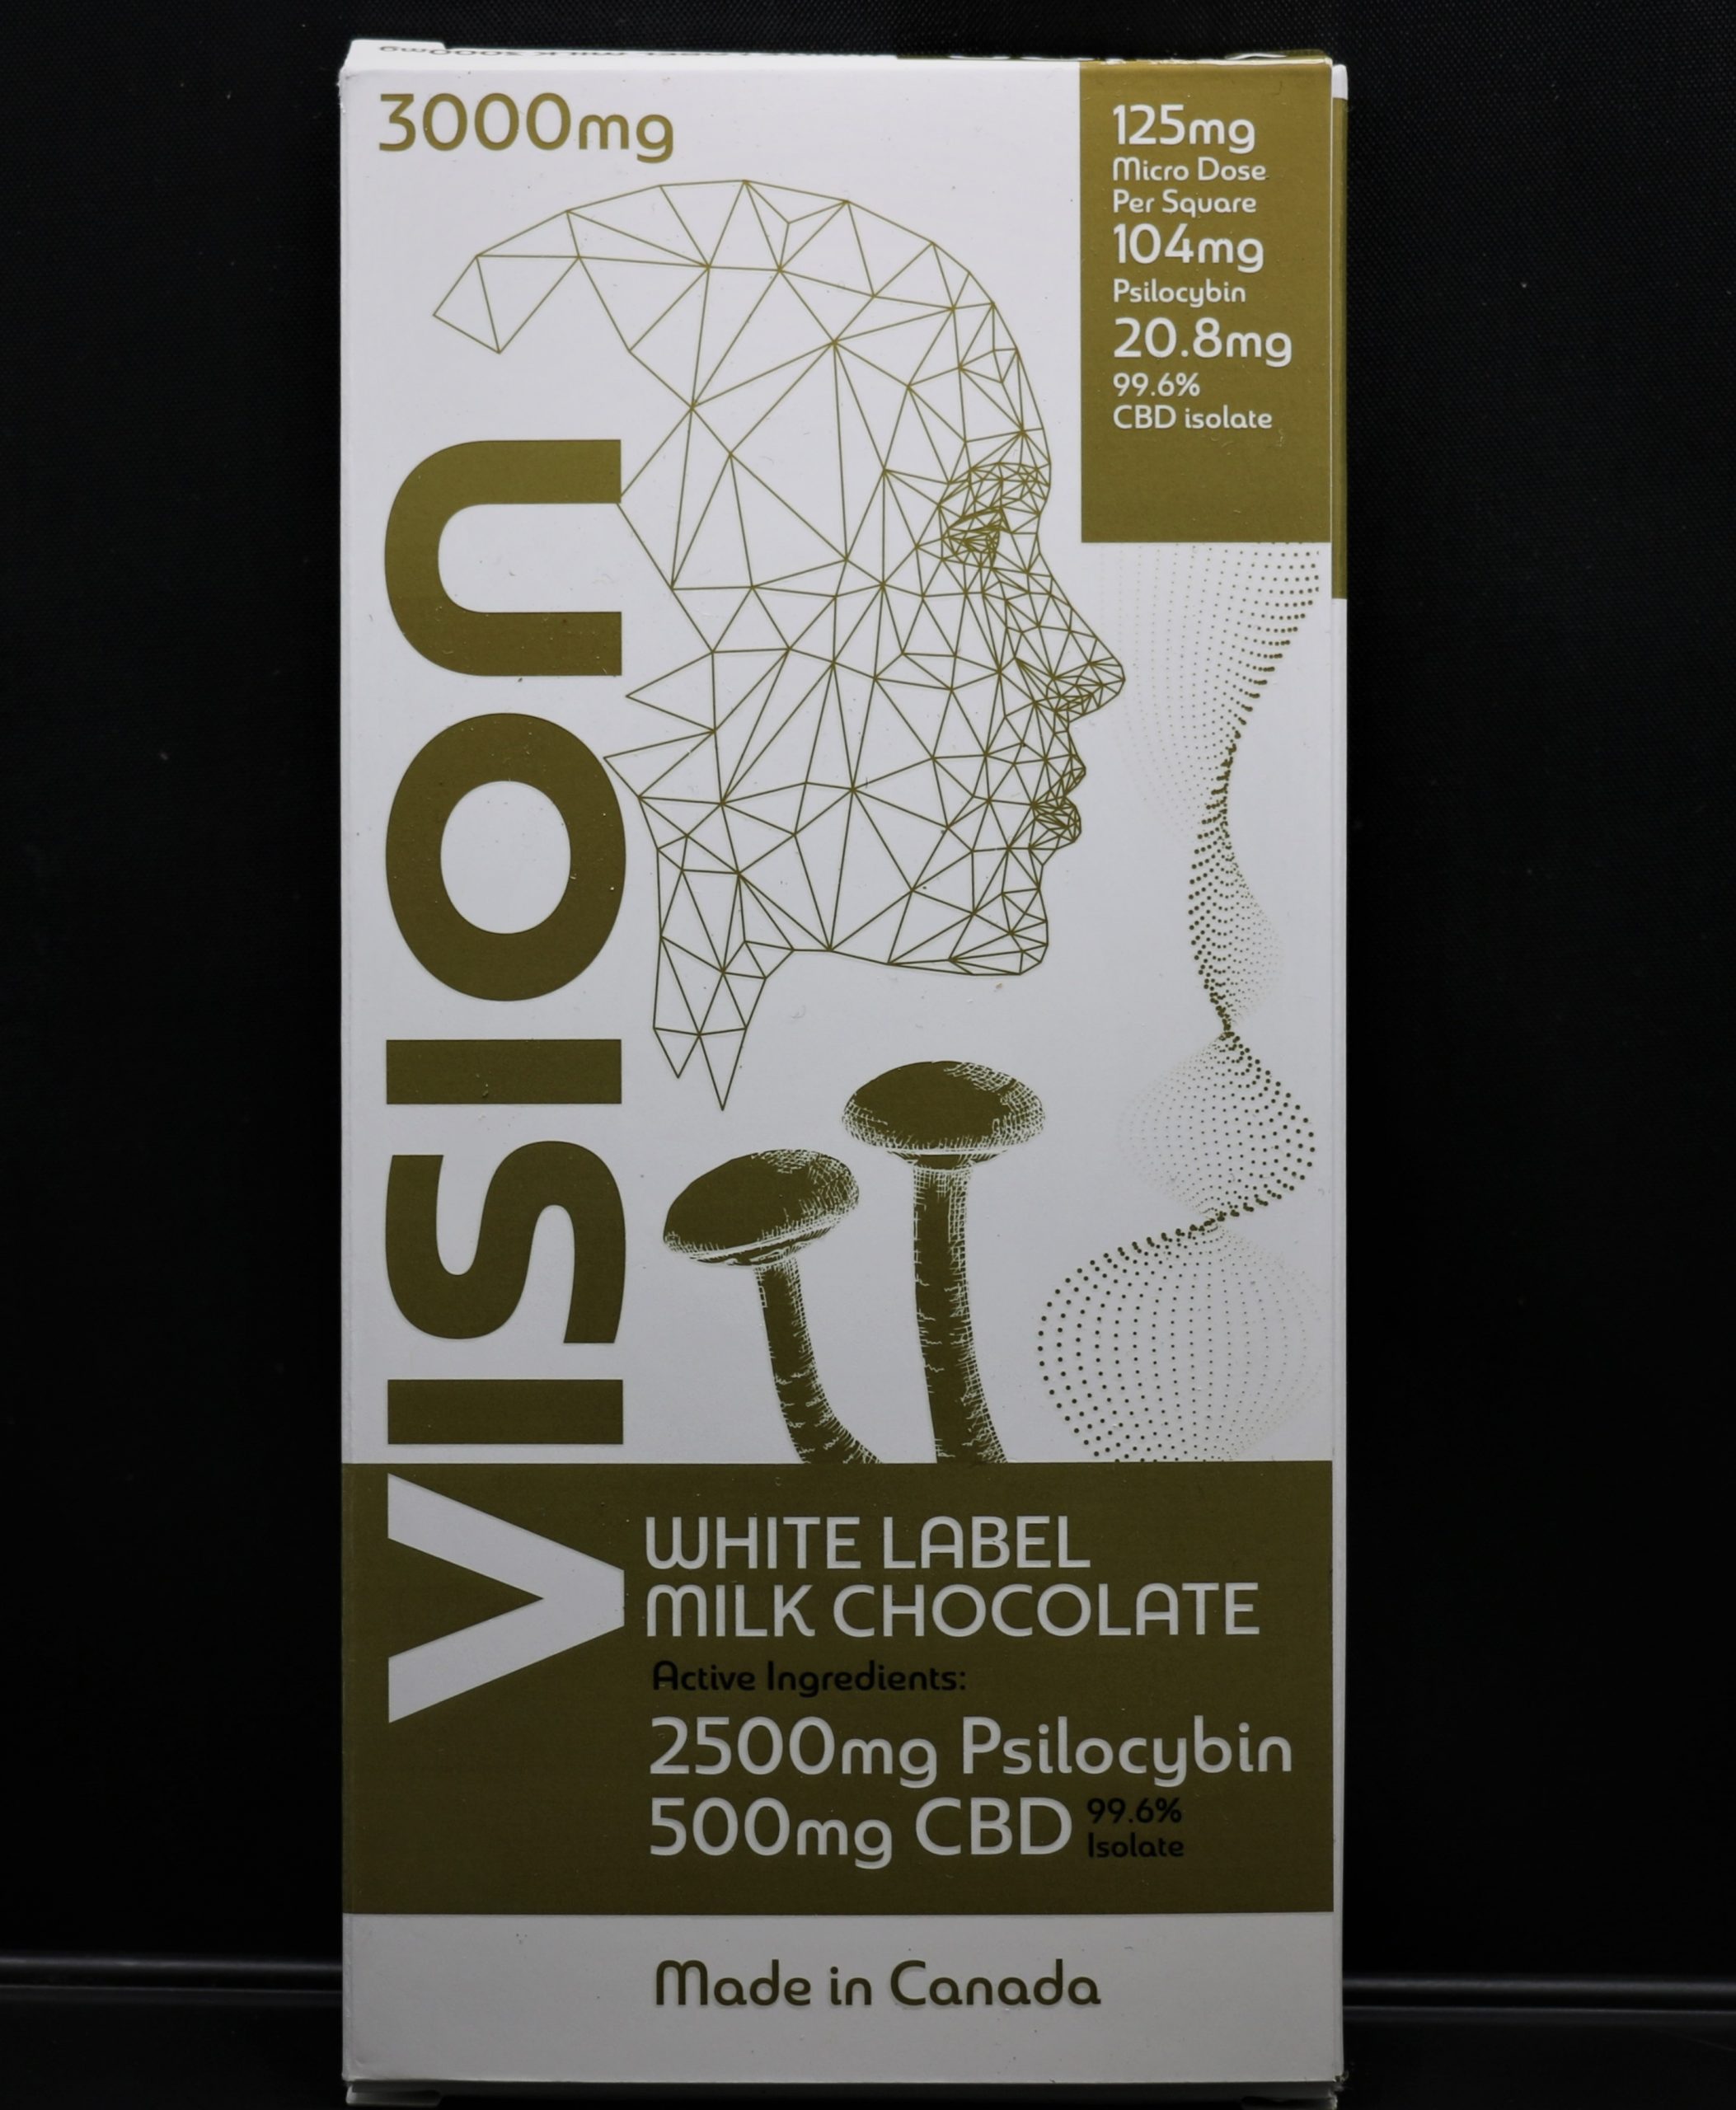 3000mg
125mg
Micro Dose
Per Square
104mg
Psilocybin
20.8mg
99.6%
CBD isolate
VISION
WHITE LABEL
MILK CHOCOLATE
Active Ingredients:
2500mg Psilocybin
500mg CBD 99.6%
Isolate
Made in Canada